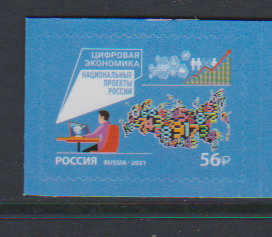 ЦИФРОВАЯ
ЭКОНОМИКА
НАЦИОНАЛЬНЫЕ
ПРОЕКТЫ
РОССИИ
РОССИЯ RUSSIA • 2021 56₽